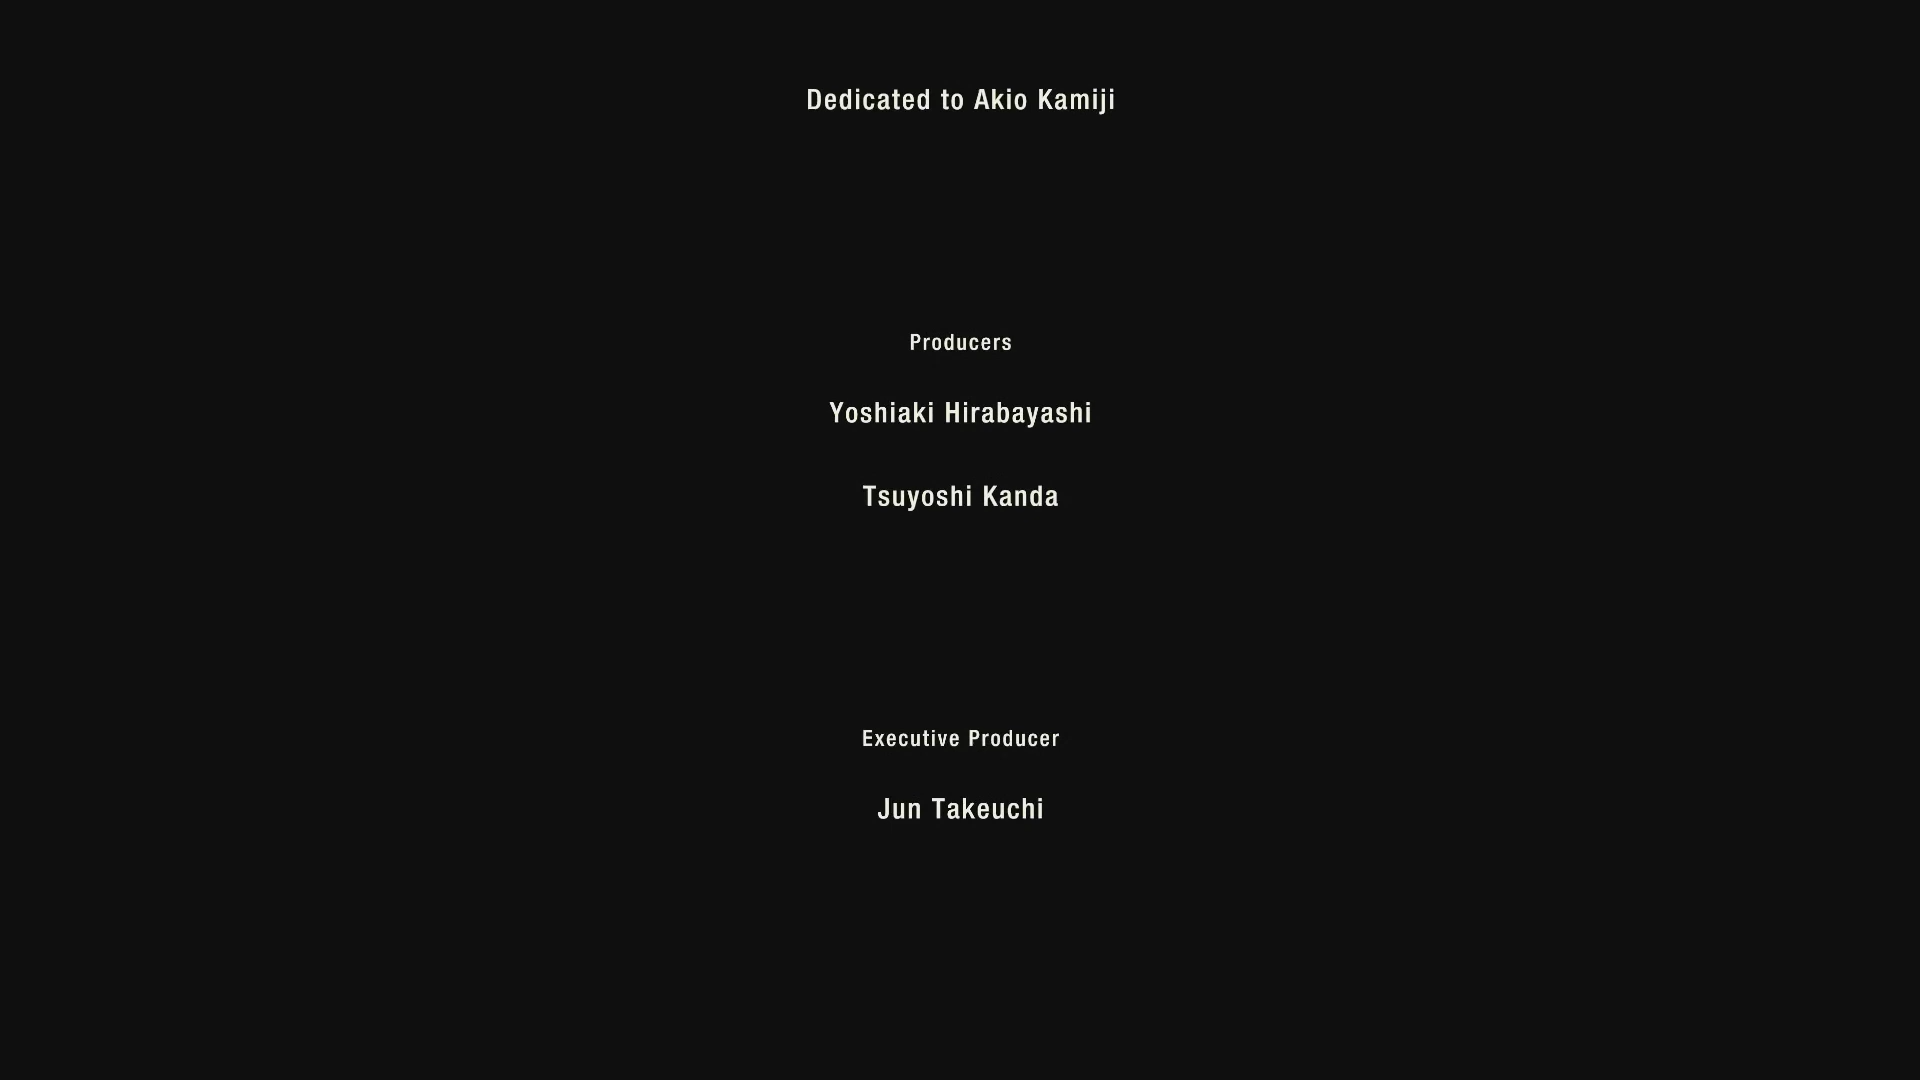 Dedicated to Akio Kamiji
Producers
Yoshiaki Hirabayashi
Tsuyoshi Kanda
Executive Producer
Jun Takeuchi